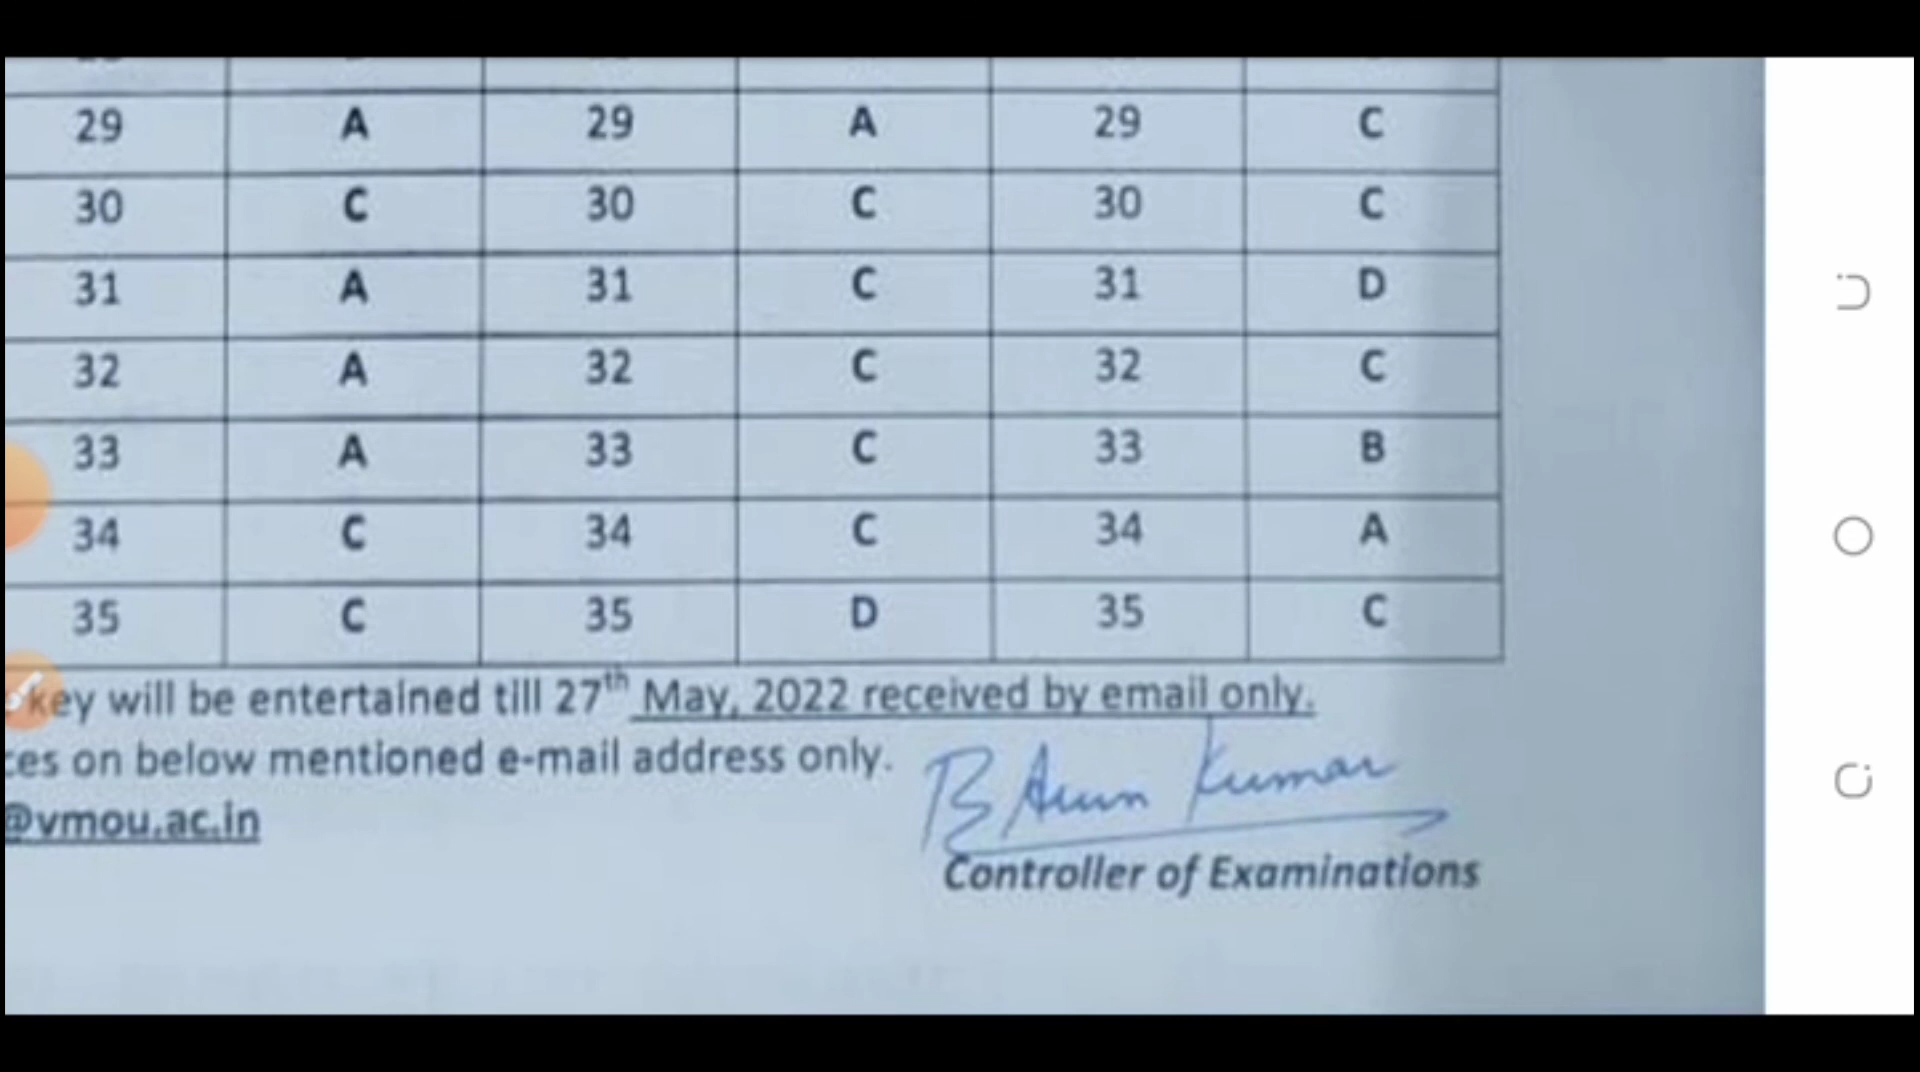 29 A 29 A 29 C
30 C 30 C 30 C
31 A 31 C 31 D
32 A 32 C 32 C
33 A 33 C 33 B
34 C 34 C 34 A
35 C 35 D 35 C
key will be entertained till 27th May, 2022 received by email only.
ces on below mentioned e-mail address only.
@vmou.ac.in
B Arun Kumar
Controller of Examinations